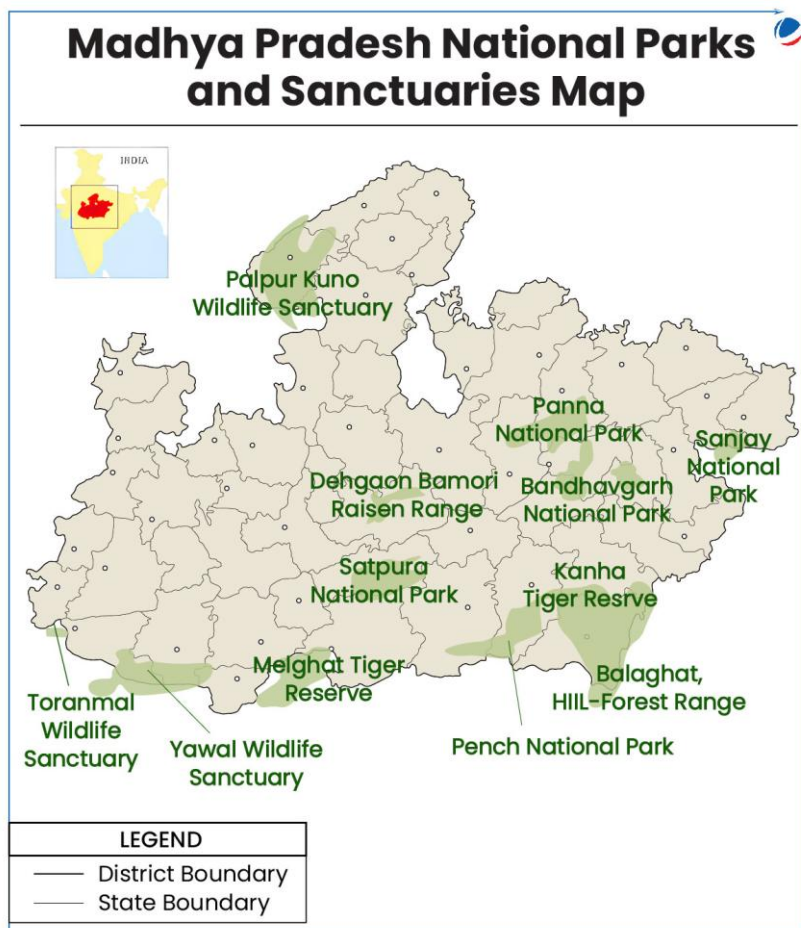 Madhya Pradesh National Parks
and Sanctuaries Map
INDIA
Palpur Kuno
Wildlife Sanctuary
Panna
National Park
Sanjay
National
Park
Dehgaon Bamori
Raisen Range
Bandhavgarh
National Park
Satpura
National Park
Kanha
Tiger Resrve
Melghat Tiger
Reserve
Balaghat,
HIIL-Forest Range
Toranmal
Wildlife
Sanctuary
Yawal Wildlife
Sanctuary
Pench National Park
LEGEND
District Boundary
State Boundary